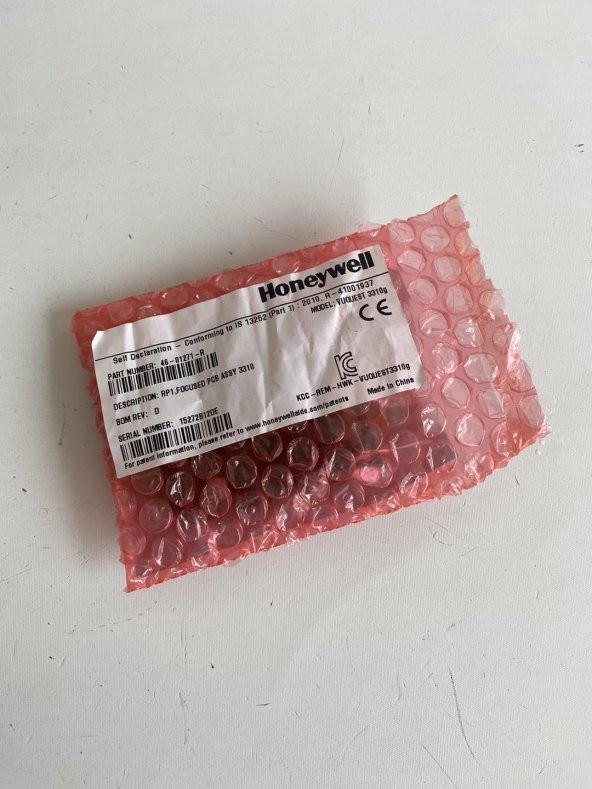 Honeywell
Self Declaration - Conforming to IS 13252 (Part 1) : 2010, R-41001937
PART NUMBER: 46-01271-R
MODEL: VUQUEST 3310g
CE
DESCRIPTION: RP1,FOCUSED PCB ASSY 3310
BOM REV: D
KCC-REM-HWK-VUQUEST3310g
SERIAL NUMBER: 15272B12DE
Made in China
For patent information, please refer to www.honeywellaidc.com/patents